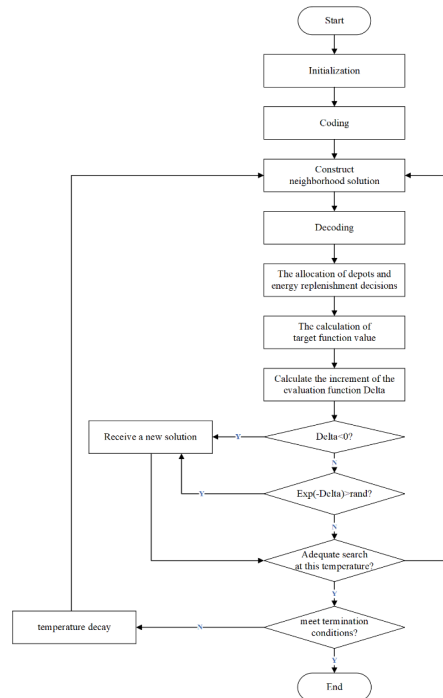 Start
Initialization
Coding
Construct
neighborhood solution
Decoding
The allocation of depots and
energy replenishment decisions
The calculation of
target function value
Calculate the increment of the
evaluation function Delta
Receive a new solution
Y
Delta<0?
N
Y
Exp(-Delta)>rand?
N
Adequate search
at this temperature?
Y
temperature decay
N
meet termination
conditions?
Y
End